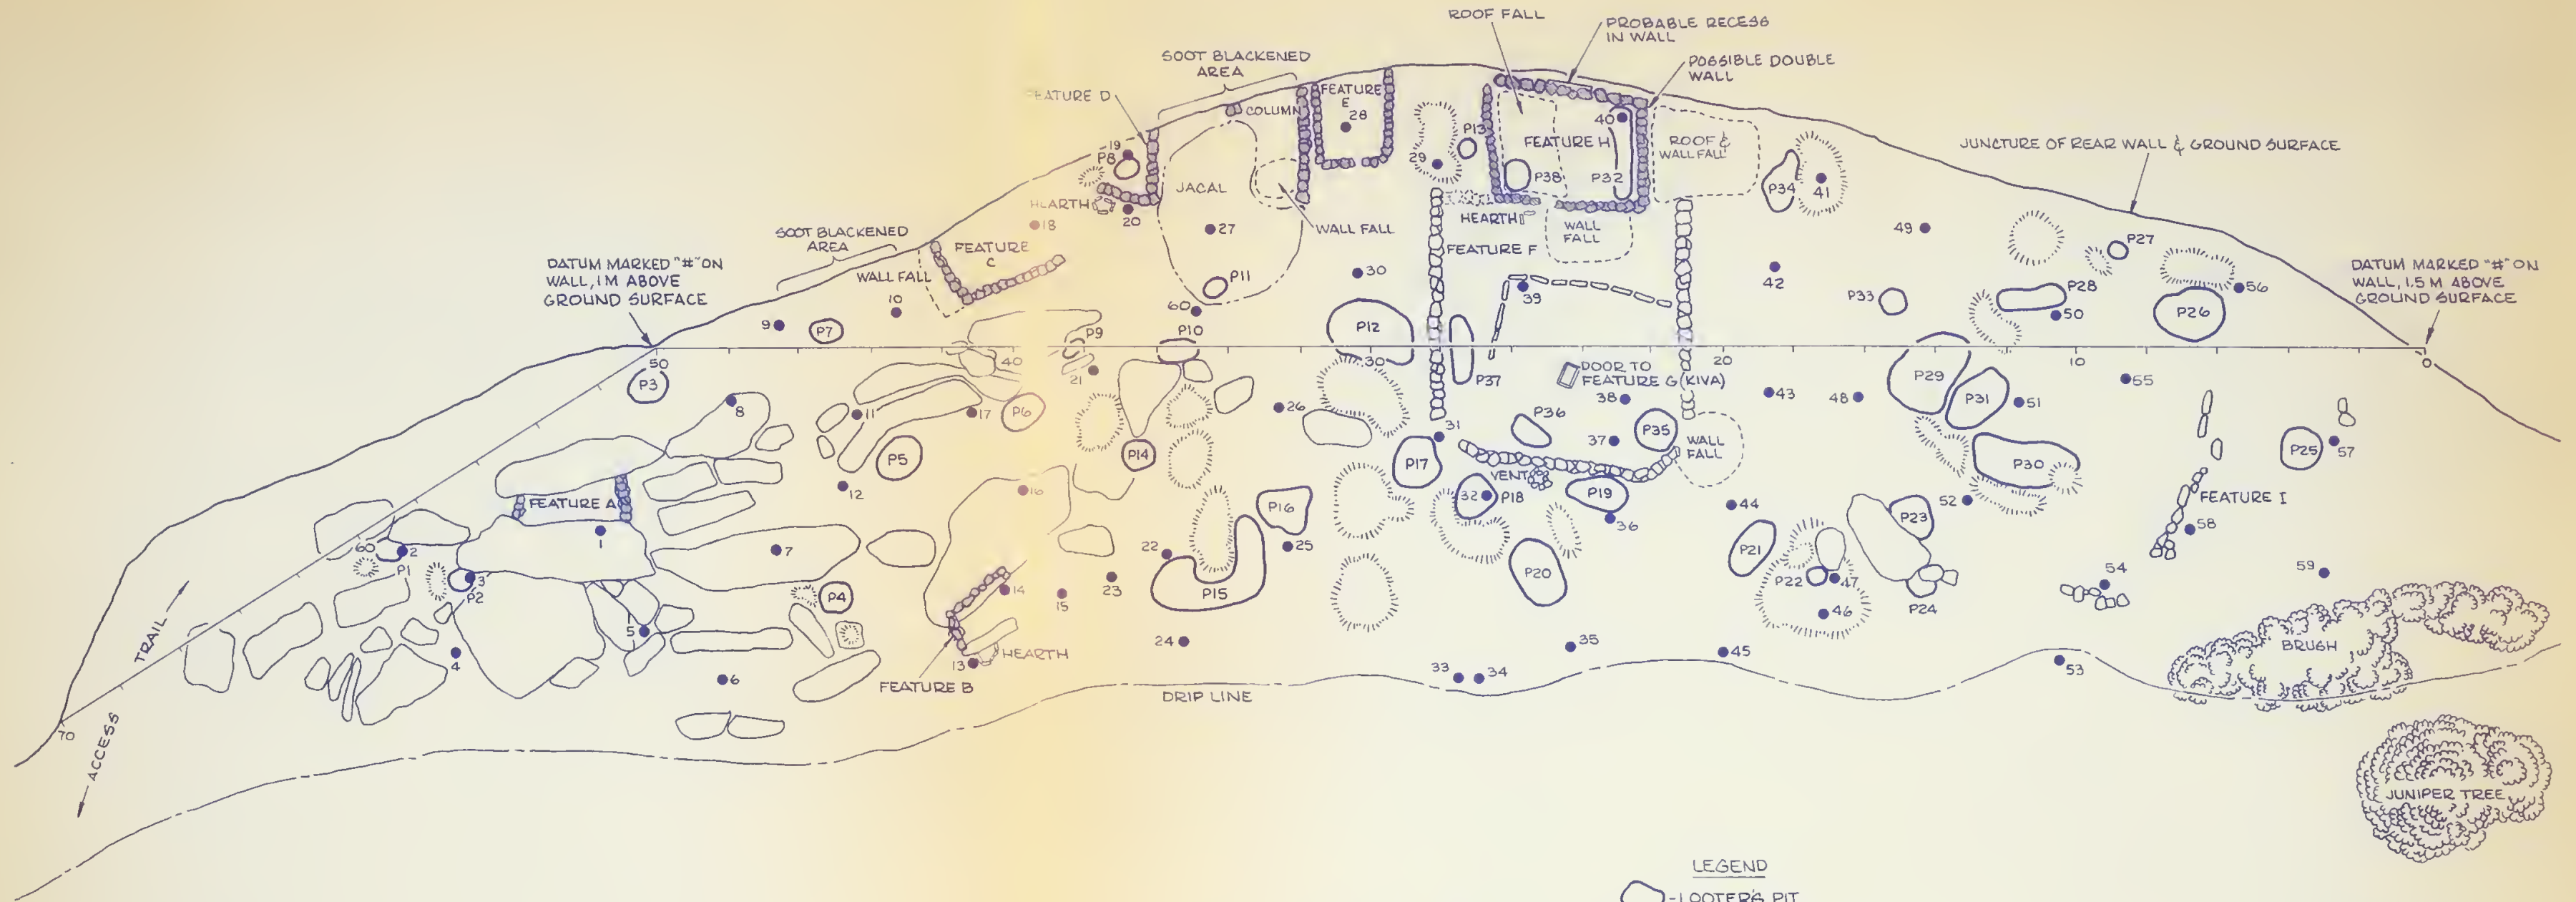 ROOF FALL
PROBABLE RECESS
IN WALL
SOOT BLACKENED
AREA
POSSIBLE DOUBLE
WALL
FEATURE D
COLUMN
FEATURE
E
28
40
P13
FEATURE H
ROOF &
WALL FALL
JUNCTURE OF REAR WALL & GROUND SURFACE
19
P8
29
JACAL
P38
P32
P34
41
HEARTH
20
HEARTH
18
27
WALL FALL
WALL
FALL
49
SOOT BLACKENED
AREA
FEATURE
C
FEATURE F
P27
DATUM MARKED "#" ON
WALL, 1 M ABOVE
GROUND SURFACE
WALL FALL
DATUM MARKED "#" ON
WALL, 1.5 M ABOVE
GROUND SURFACE
30
42
P11
39
P33
P28
56
10
60
50
P26
9
P7
P9
P10
P12
50
40
30
20
10
0
P3
21
P37
DOOR TO
FEATURE G (KIVA)
P29
55
8
11
17
P6
26
38
43
48
P31
51
P36
31
37
P35
WALL
FALL
P5
P14
P17
P25
57
P30
VENT
12
16
32
P18
P19
FEATURE A
P16
44
52
FEATURE I
36
P23
1
58
60
2
P1
7
22
25
P21
3
P2
P20
P22
47
54
59
P4
14
15
23
P15
P24
46
5
24
35
BRUSH
TRAIL
4
13
HEARTH
45
53
6
FEATURE B
33
34
DRIP LINE
70
ACCESS
JUNIPER TREE
LEGEND
-LOOTER'S PIT